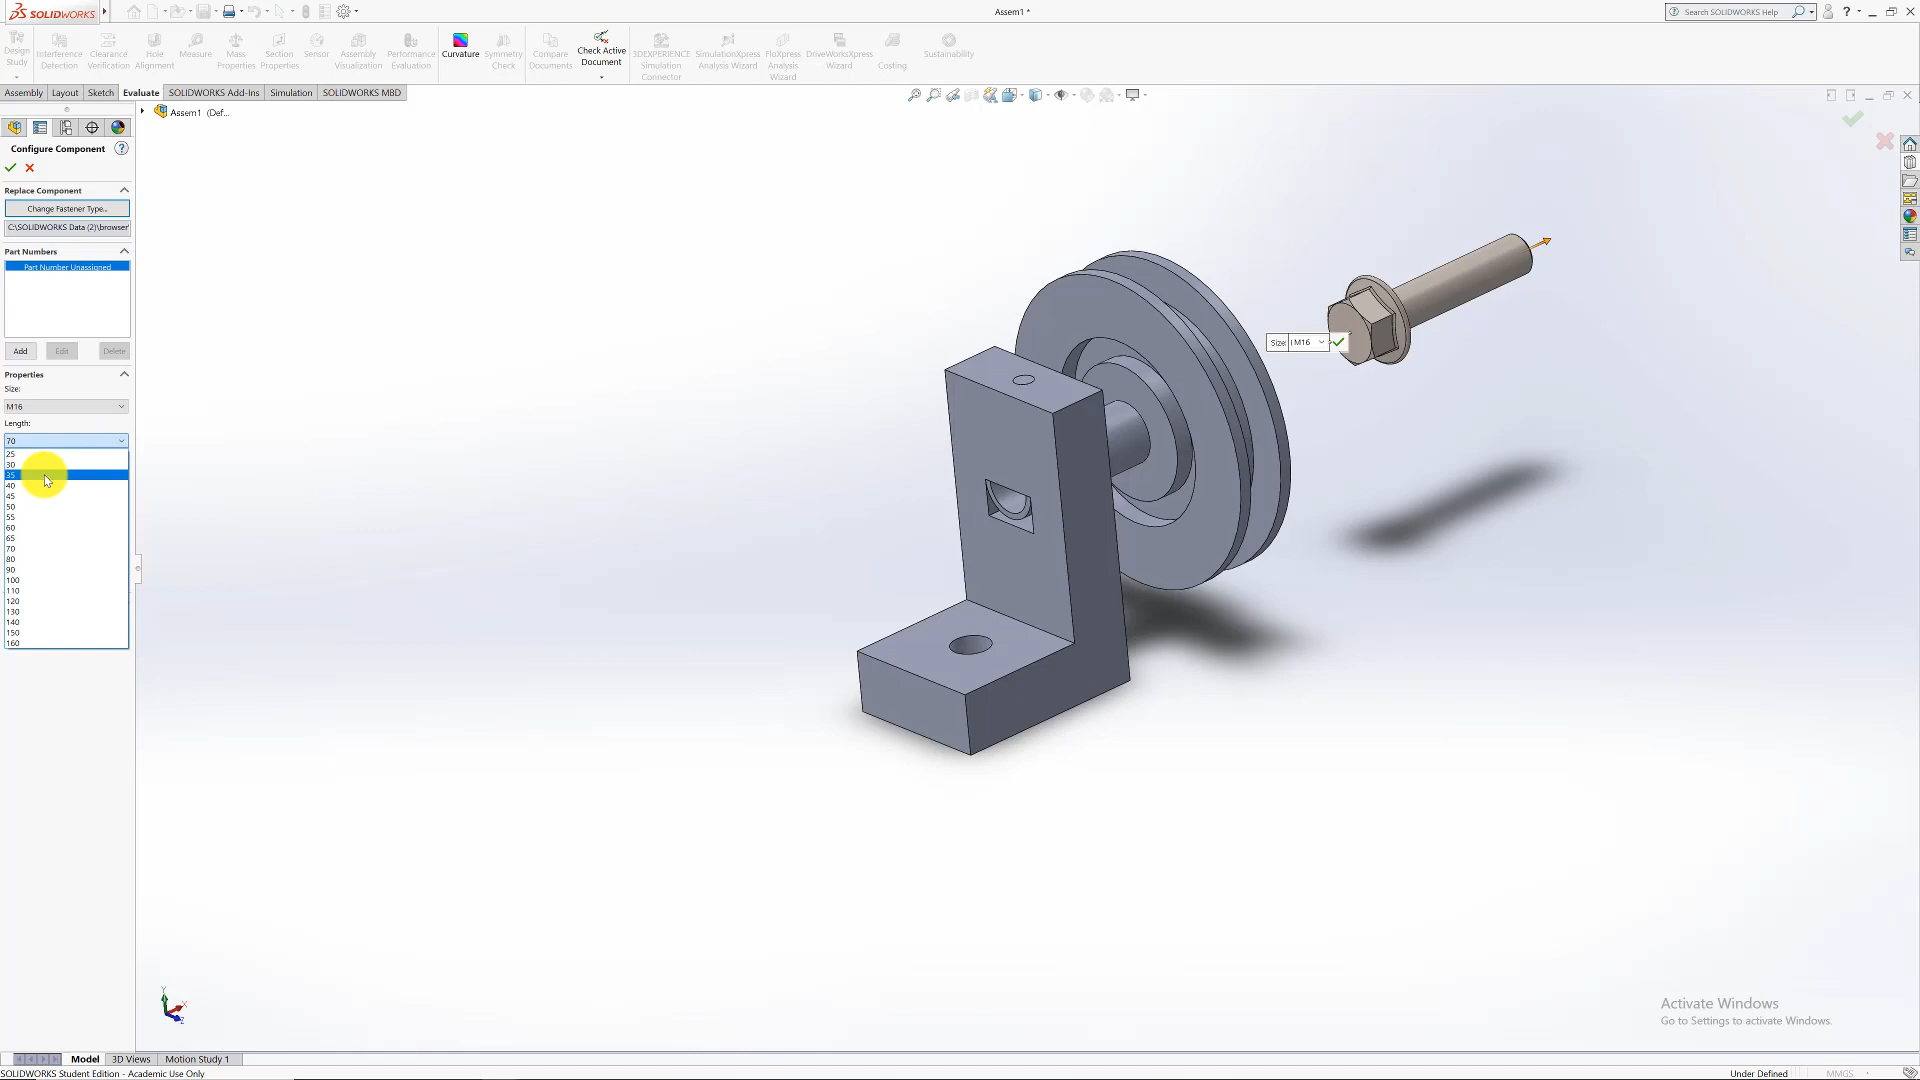 SOLIDWORKS
Assem1 *
Search SOLIDWORKS Help
?
Design Study
Interference Detection
Clearance Verification
Hole Alignment
Measure
Mass Properties
Section Properties
Sensor
Assembly Visualization
Performance Evaluation
Curvature
Symmetry Check
Compare Documents
Check Active Document
3DEXPERIENCE Simulation Connector
SimulationXpress Analysis Wizard
FloXpress Analysis Wizard
DriveWorksXpress Wizard
Costing
Sustainability
Assembly
Layout
Sketch
Evaluate
SOLIDWORKS Add-Ins
Simulation
SOLIDWORKS MBD
Assem1 (Def...
Configure Component
?
Replace Component
Change Fastener Type...
C:\SOLIDWORKS Data (2)\browser\
Part Numbers
Part Number Unassigned
Add
Edit
Delete
Properties
Size:
M16
Length:
70
25
30
35
40
45
50
55
60
65
70
80
90
100
110
120
130
140
150
160
Size: M16
Y
X
Z
Activate Windows
Go to Settings to activate Windows.
Model
3D Views
Motion Study 1
SOLIDWORKS Student Edition - Academic Use Only
Under Defined
MMGS